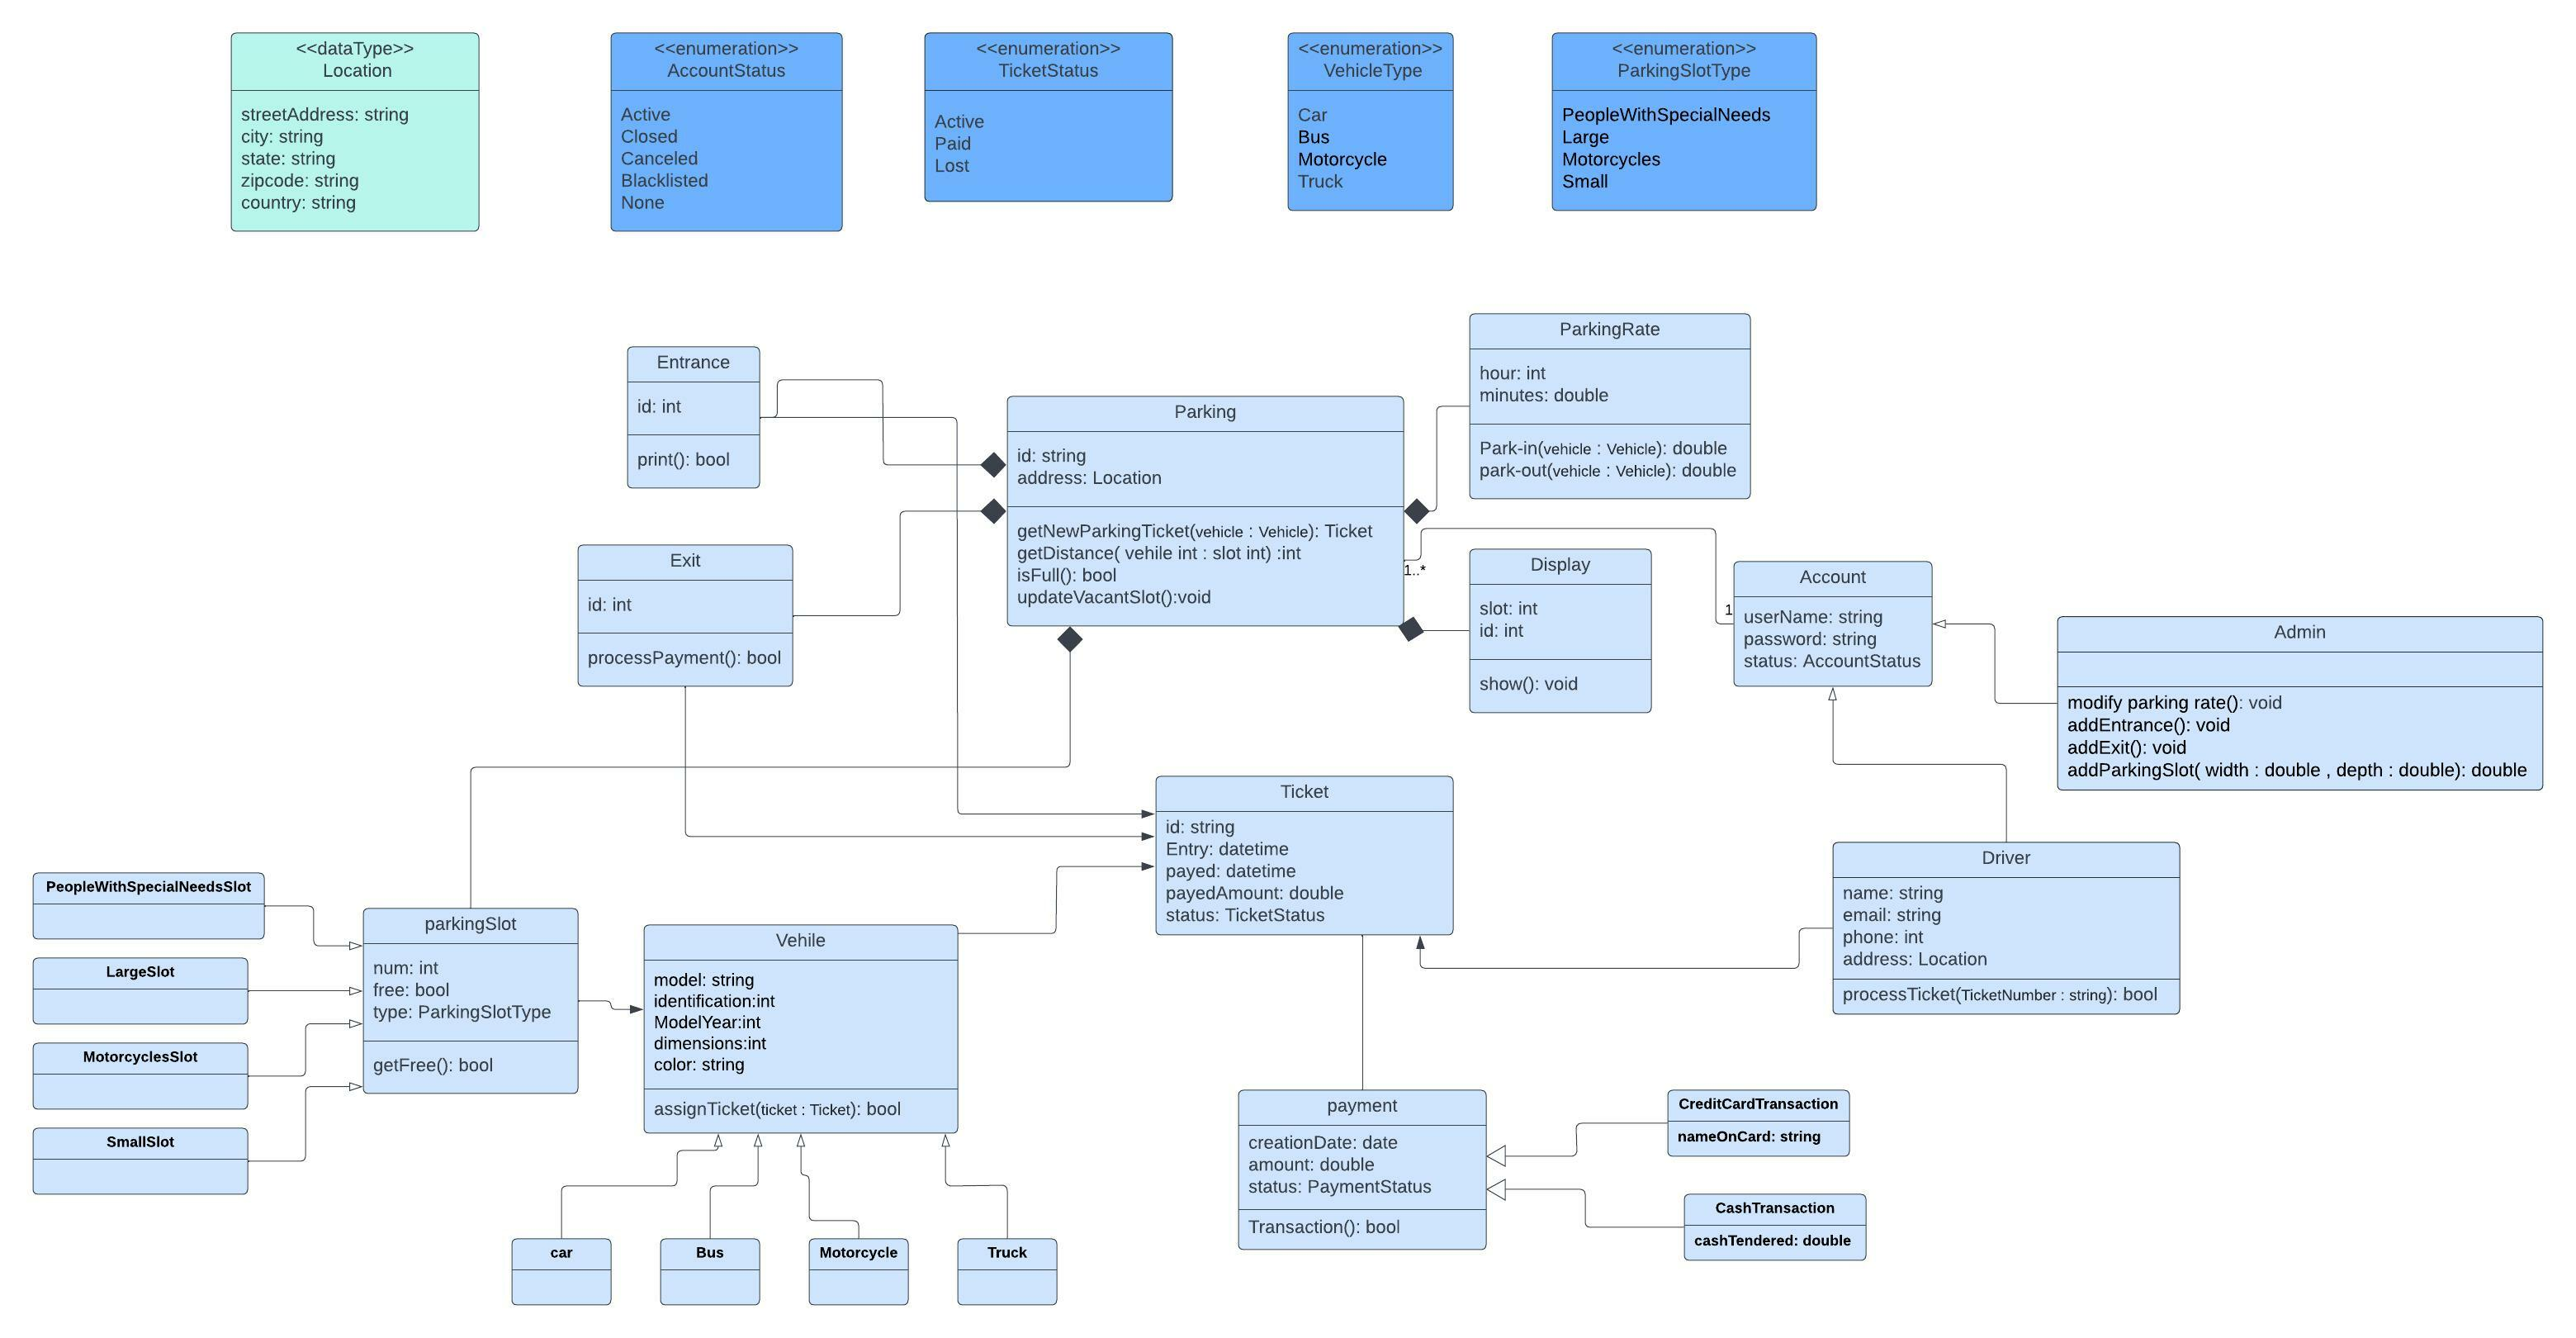 <<dataType>>
Location
streetAddress: string
city: string
state: string
zipcode: string
country: string
<<enumeration>>
AccountStatus
Active
Closed
Canceled
Blacklisted
None
<<enumeration>>
TicketStatus
Active
Paid
Lost
<<enumeration>>
VehicleType
Car
Bus
Motorcycle
Truck
<<enumeration>>
ParkingSlotType
PeopleWithSpecialNeeds
Large
Motorcycles
Small
Entrance
id: int
print(): bool
Parking
id: string
address: Location
getNewParkingTicket(vehicle : Vehicle): Ticket
getDistance( vehile int : slot int) :int
isFull(): bool
updateVacantSlot():void
ParkingRate
hour: int
minutes: double
Park-in(vehicle : Vehicle): double
park-out(vehicle : Vehicle): double
Exit
id: int
processPayment(): bool
1..*
Display
slot: int
id: int
show(): void
1
Account
userName: string
password: string
status: AccountStatus
Admin
modify parking rate(): void
addEntrance(): void
addExit(): void
addParkingSlot( width : double , depth : double): double
Ticket
id: string
Entry: datetime
payed: datetime
payedAmount: double
status: TicketStatus
Driver
name: string
email: string
phone: int
address: Location
processTicket(TicketNumber : string): bool
PeopleWithSpecialNeedsSlot
LargeSlot
MotorcyclesSlot
SmallSlot
parkingSlot
num: int
free: bool
type: ParkingSlotType
getFree(): bool
Vehile
model: string
identification:int
ModelYear:int
dimensions:int
color: string
assignTicket(ticket : Ticket): bool
payment
creationDate: date
amount: double
status: PaymentStatus
Transaction(): bool
CreditCardTransaction
nameOnCard: string
CashTransaction
cashTendered: double
car
Bus
Motorcycle
Truck